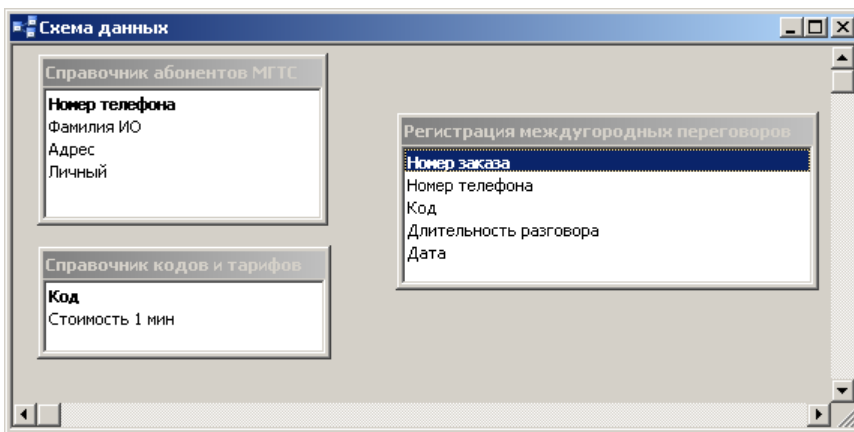 Схема данных
Справочник абонентов МГТС
Номер телефона
Фамилия ИО
Адрес
Личный
Регистрация междугородных переговоров
Номер заказа
Номер телефона
Код
Длительность разговора
Дата
Справочник кодов и тарифов
Код
Стоимость 1 мин